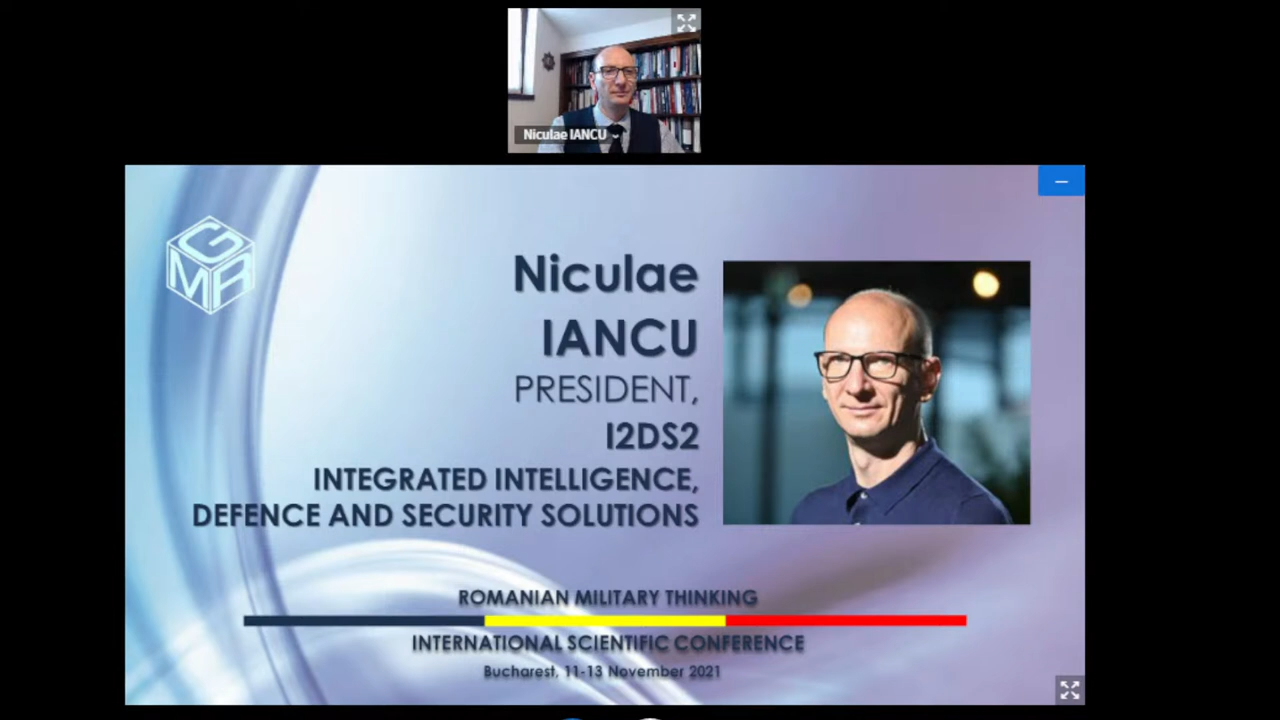 Niculae IANCU
GMR
Niculae
IANCU
PRESIDENT,
I2DS2
INTEGRATED INTELLIGENCE,
DEFENCE AND SECURITY SOLUTIONS
ROMANIAN MILITARY THINKING
INTERNATIONAL SCIENTIFIC CONFERENCE
Bucharest, 11-13 November 2021